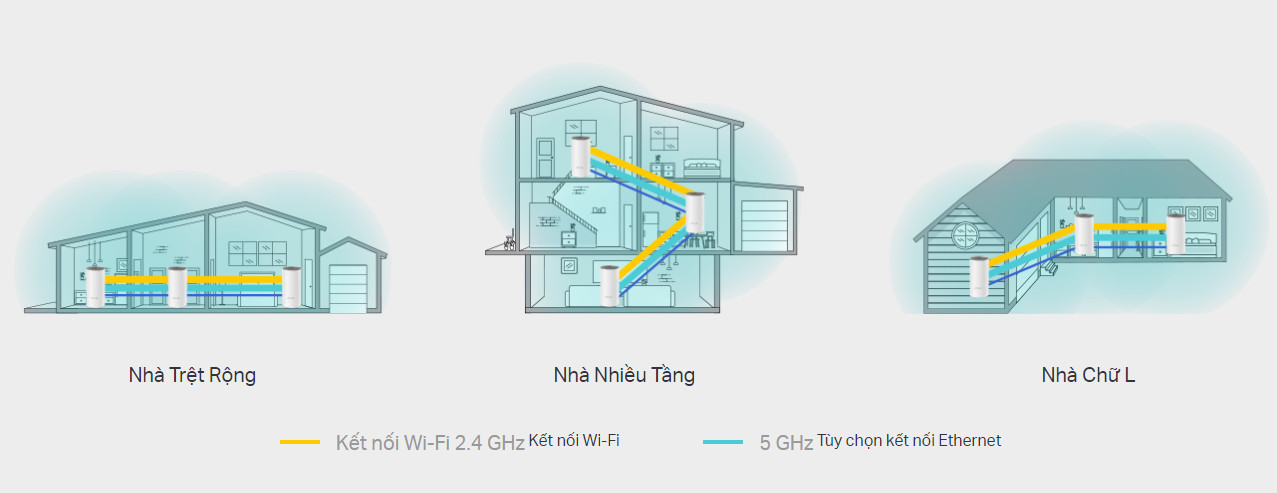 Nhà Trệt Rộng
Nhà Nhiều Tầng
Nhà Chữ L
Kết nối Wi-Fi 2.4 GHz Kết nối Wi-Fi
5 GHz Tùy chọn kết nối Ethernet